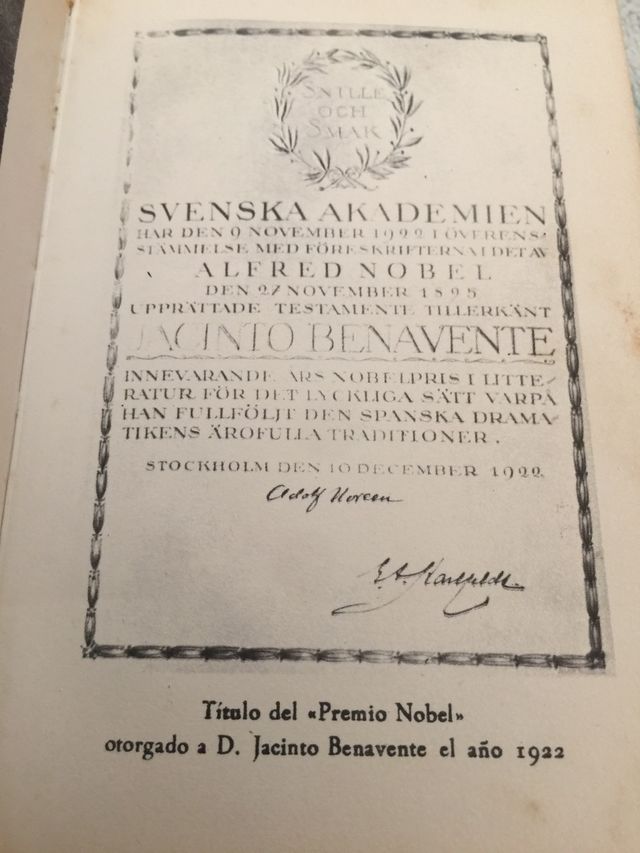 SNILLE
OCH
SMAK
SVENSKA AKADEMIEN
HAR DEN 9 NOVEMBER 1922 I ÖVERENS-
STÄMMELSE MED FÖRESKRIFTERNA I DET AV
ALFRED NOBEL
DEN 27 NOVEMBER 1895
UPPRÄTTADE TESTAMENTE TILLERKÄNT
JACINTO BENAVENTE
INNEVARANDE ÅRS NOBELPRIS I LITTE-
RATUR FÖR DET LYCKLIGA SÄTT VARPÅ
HAN FULLFÖLJT DEN SPANSKA DRAMA-
TIKENS ÄROFULLA TRADITIONER.
STOCKHOLM DEN 10 DECEMBER 1922.
Adolf Noreen
E. A. Karlfeldt.
Título del «Premio Nobel»
otorgado a D. Jacinto Benavente el año 1922